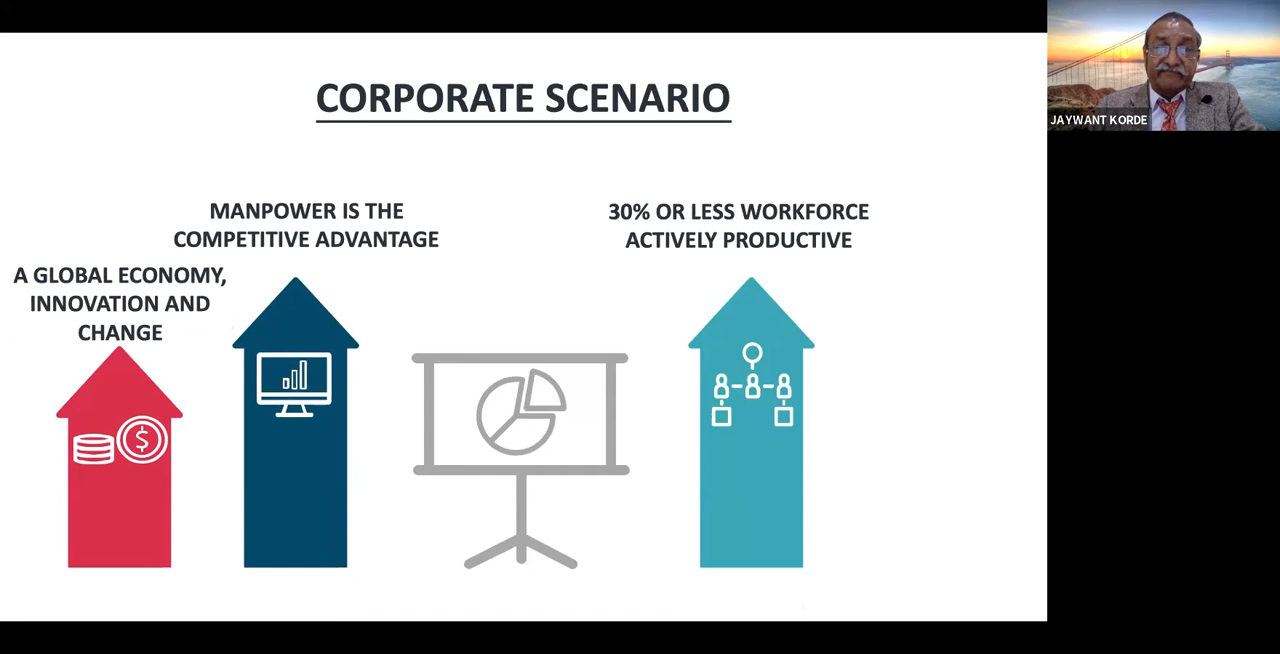 CORPORATE SCENARIO
MANPOWER IS THE
COMPETITIVE ADVANTAGE
A GLOBAL ECONOMY,
INNOVATION AND
CHANGE
$
30% OR LESS WORKFORCE
ACTIVELY PRODUCTIVE
JAYWANT KORDE